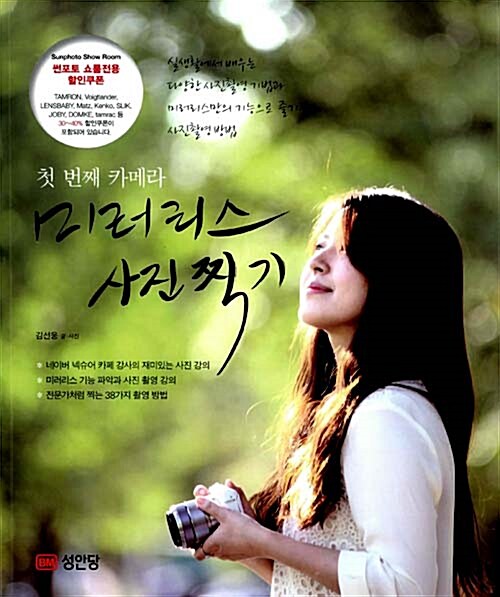 Sunphoto Show Room
썬포토 쇼룸전용
할인쿠폰
TAMRON, Voigtlander,
LENSBABY, Matz, Kenko, SLIK,
JOBY, DOMKE, tamrac 등
30~40% 할인쿠폰이
포함되어 있습니다.
실생활에서 배우는
다양한 사진촬영 기법과
미러리스만의 기능으로 즐기는
사진촬영 방법
첫 번째 카메라
미러리스
사진 찍기
김선웅 글·사진
네이버 넥슈어 카페 강사의 재미있는 사진 강의
미러리스 기능 파악과 사진 촬영 강의
전문가처럼 찍는 38가지 촬영 방법
BM 성안당